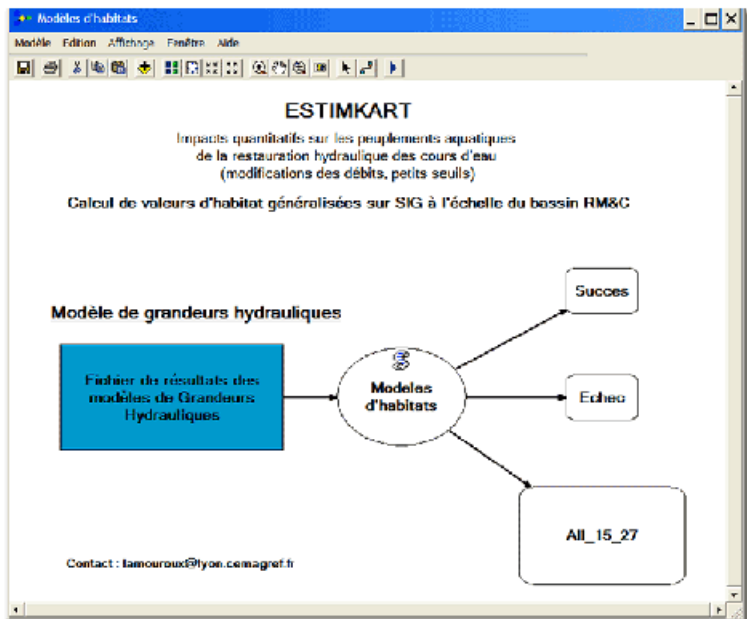 Modèles d'habitats
Modèle Edition Affichage Fenêtre Aide
ESTIMKART
Impacts quantitatifs sur les peuplements aquatiques
de la restauration hydraulique des cours d'eau
(modifications des débits, petits seuils)
Calcul de valeurs d'habitat généralisées sur SIG à l'échelle du bassin RM&C
Modèle de grandeurs hydrauliques
Fichier de résultats des
modèles de Grandeurs
Hydrauliques
Modeles
d'habitats
Succes
Echec
All_15_27
Contact : lamouroux@lyon.cemagref.fr